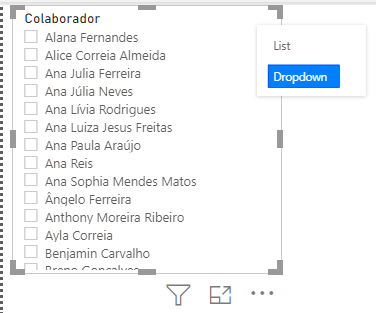 Colaborador
Alana Fernandes
Alice Correia Almeida
Ana Julia Ferreira
Ana Júlia Neves
Ana Lívia Rodrigues
Ana Luiza Jesus Freitas
Ana Paula Araújo
Ana Reis
Ana Sophia Mendes Matos
Ângelo Ferreira
Anthony Moreira Ribeiro
Ayla Correia
Benjamin Carvalho
Breno Gonçalves
List
Dropdown